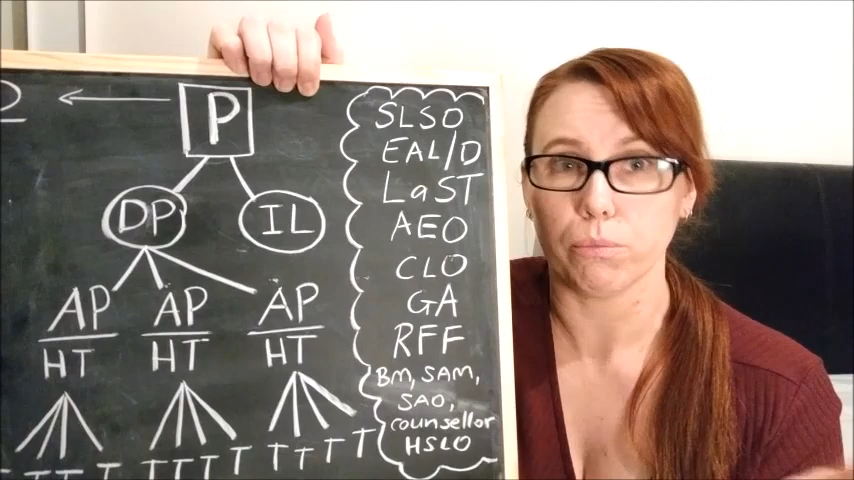 P
DP IL
AP AP AP
HT HT HT
T T T T T T T T T T T
SLSO
EAL/D
LaST
AEO
CLO
GA
RFF
BM, SAM,
SAO,
counsellor
HSLO